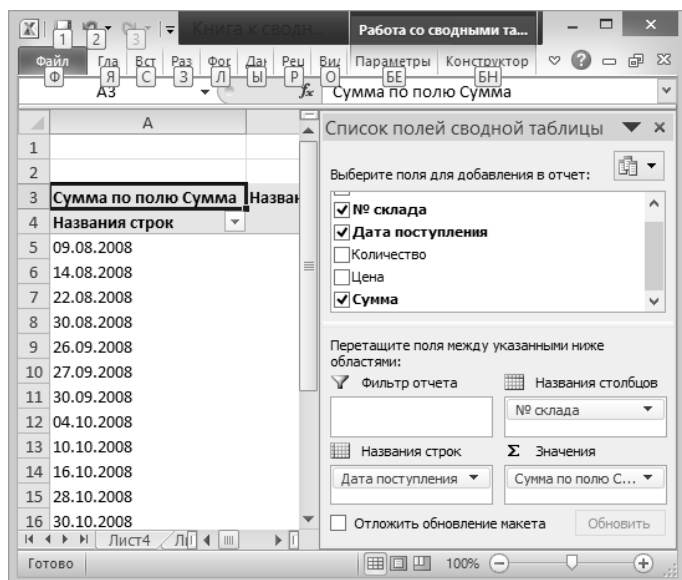 Книга к сводн...
Работа со сводными та...
1 2 3
Файл Гла Вст Раз Фор Дан Рец Вид Параметры Конструктор
Ф Я С З Л Ы Р О БЕ БН
A3 fx Сумма по полю Сумма
A
Список полей сводной таблицы
1
2
Выберите поля для добавления в отчет:
3 Сумма по полю Сумма Назван
№ склада
4 Названия строк
Дата поступления
5 09.08.2008
Количество
6 14.08.2008
Цена
7 22.08.2008
Сумма
8 30.08.2008
9 26.09.2008
Перетащите поля между указанными ниже
областями:
10 27.09.2008
Фильтр отчета Названия столбцов
11 30.09.2008
№ склада
12 04.10.2008
13 10.10.2008
Названия строк Σ Значения
14 16.10.2008
Дата поступления Сумма по полю С...
15 28.10.2008
16 30.10.2008
Отложить обновление макета Обновить
Лист4
Готово 100%